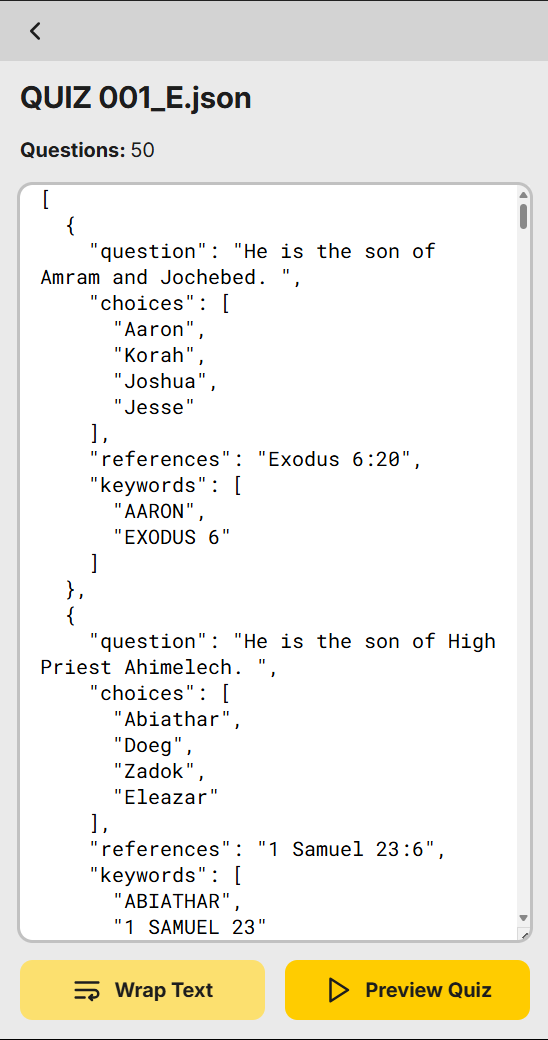 QUIZ 001_E.json
Questions: 50
[
{
"question": "He is the son of
Amram and Jochebed. ",
"choices": [
"Aaron",
"Korah",
"Joshua",
"Jesse"
],
"references": "Exodus 6:20",
"keywords": [
"AARON",
"EXODUS 6"
]
},
{
"question": "He is the son of High
Priest Ahimelech. ",
"choices": [
"Abiathar",
"Doeg",
"Zadok",
"Eleazar"
],
"references": "1 Samuel 23:6",
"keywords": [
"ABIATHAR",
"1 SAMUEL 23"
Wrap Text
Preview Quiz